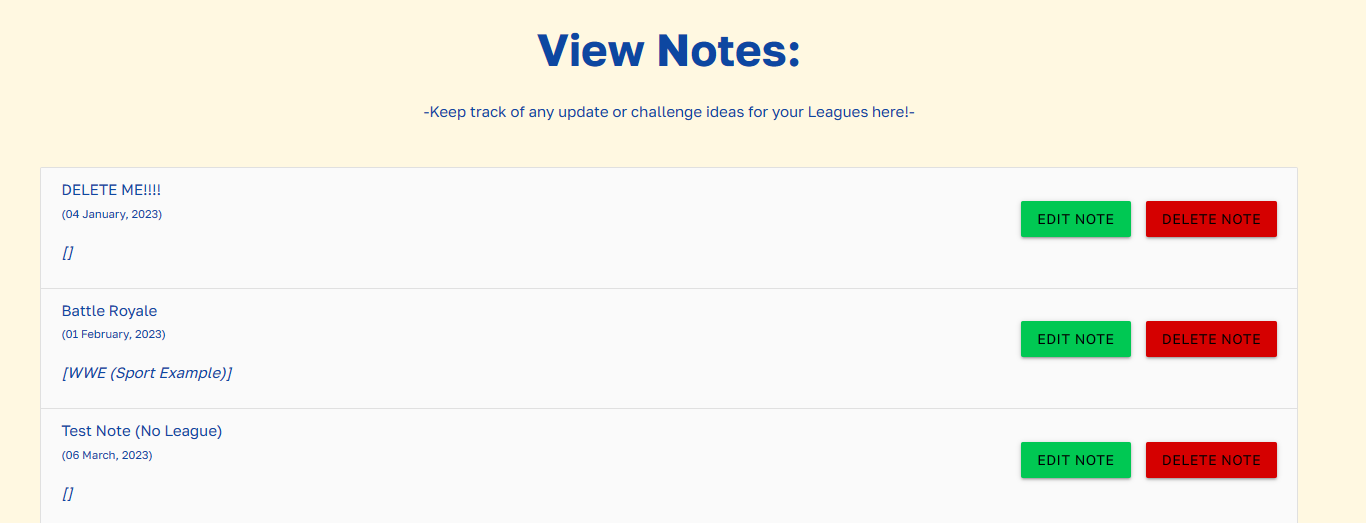 View Notes:
-Keep track of any update or challenge ideas for your Leagues here!-
DELETE ME!!!!
(04 January, 2023)
[]
EDIT NOTE DELETE NOTE
Battle Royale
(01 February, 2023)
[WWE (Sport Example)]
EDIT NOTE DELETE NOTE
Test Note (No League)
(06 March, 2023)
[]
EDIT NOTE DELETE NOTE